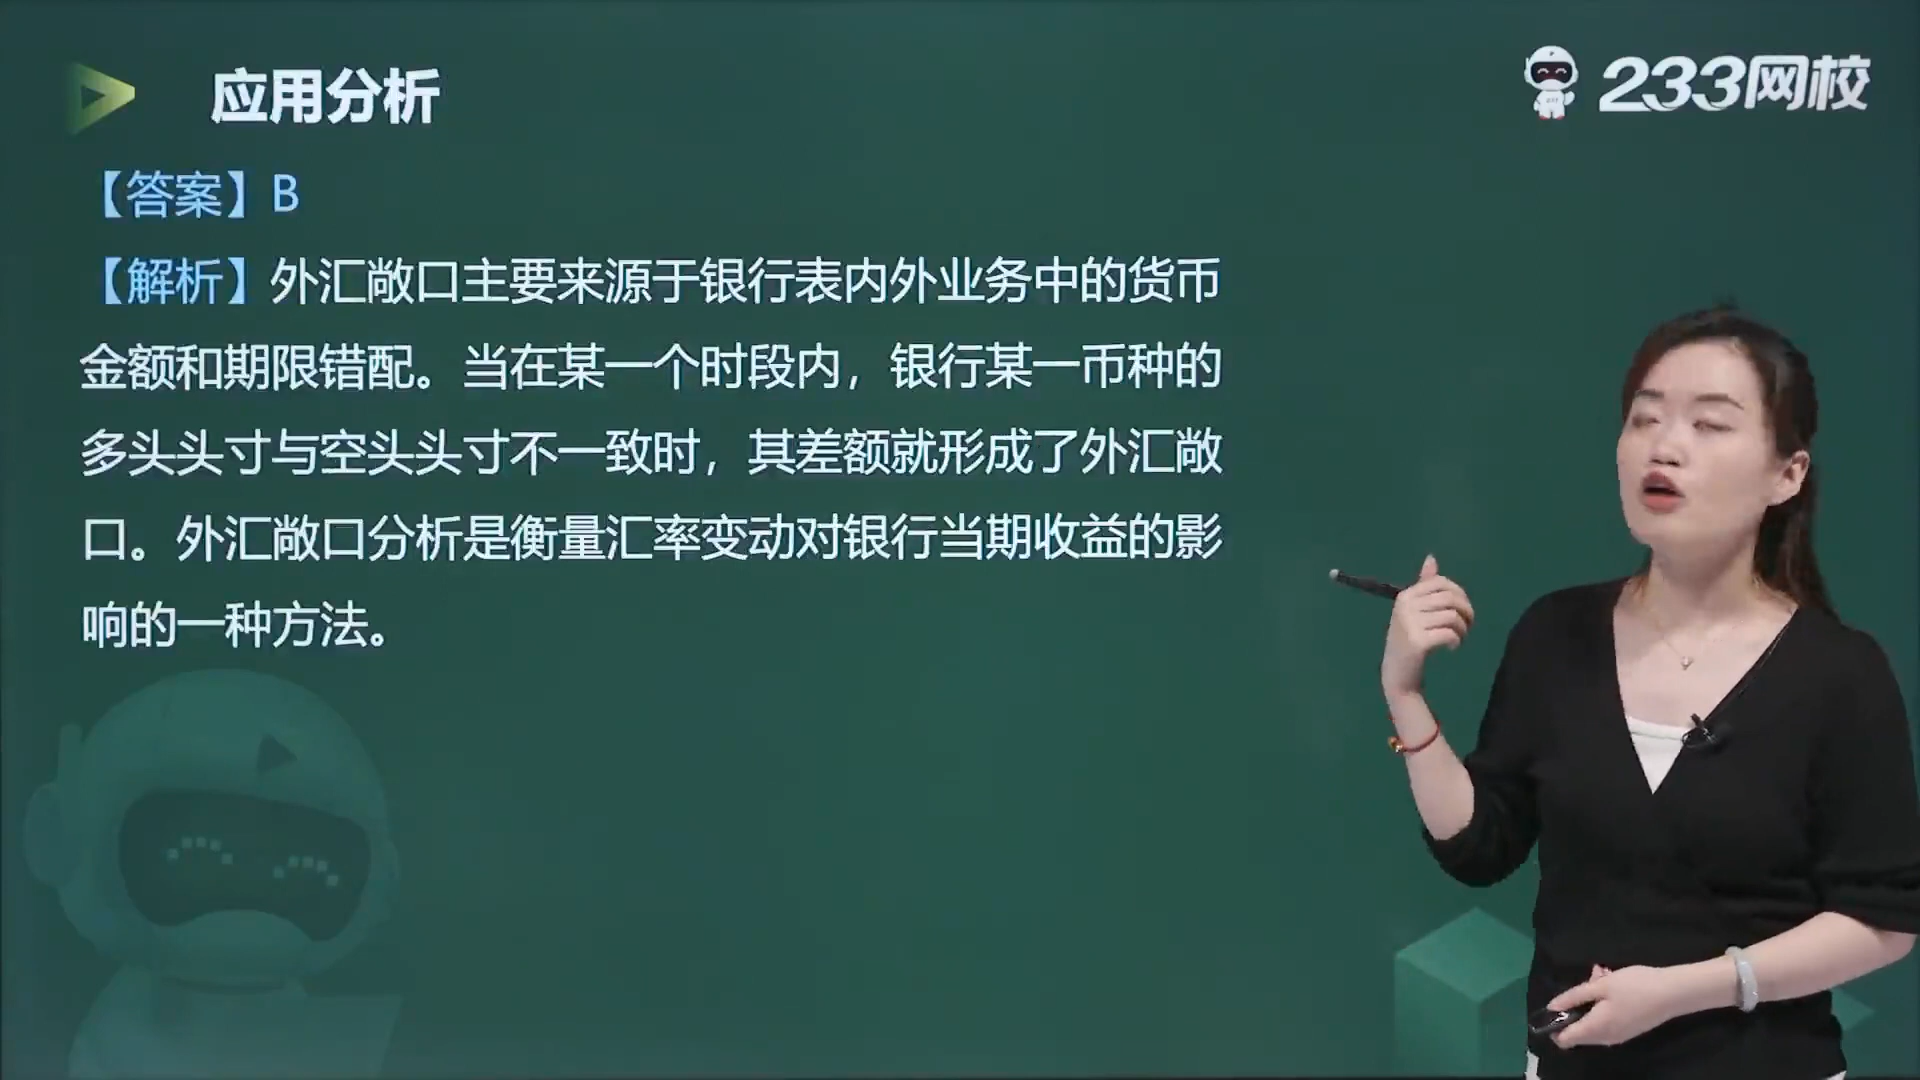 应用分析
233网校
【答案】B
【解析】外汇敞口主要来源于银行表内外业务中的货币
金额和期限错配。当在某一个时段内，银行某一币种的
多头头寸与空头头寸不一致时，其差额就形成了外汇敞
口。外汇敞口分析是衡量汇率变动对银行当期收益的影
响的一种方法。